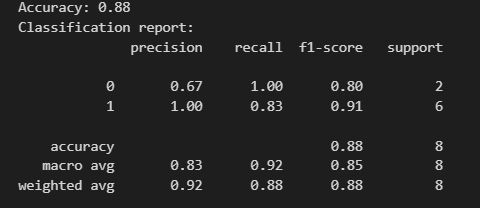 Accuracy: 0.88
Classification report:
precision recall f1-score support
0 0.67 1.00 0.80 2
1 1.00 0.83 0.91 6
accuracy 0.88 8
macro avg 0.83 0.92 0.85 8
weighted avg 0.92 0.88 0.88 8